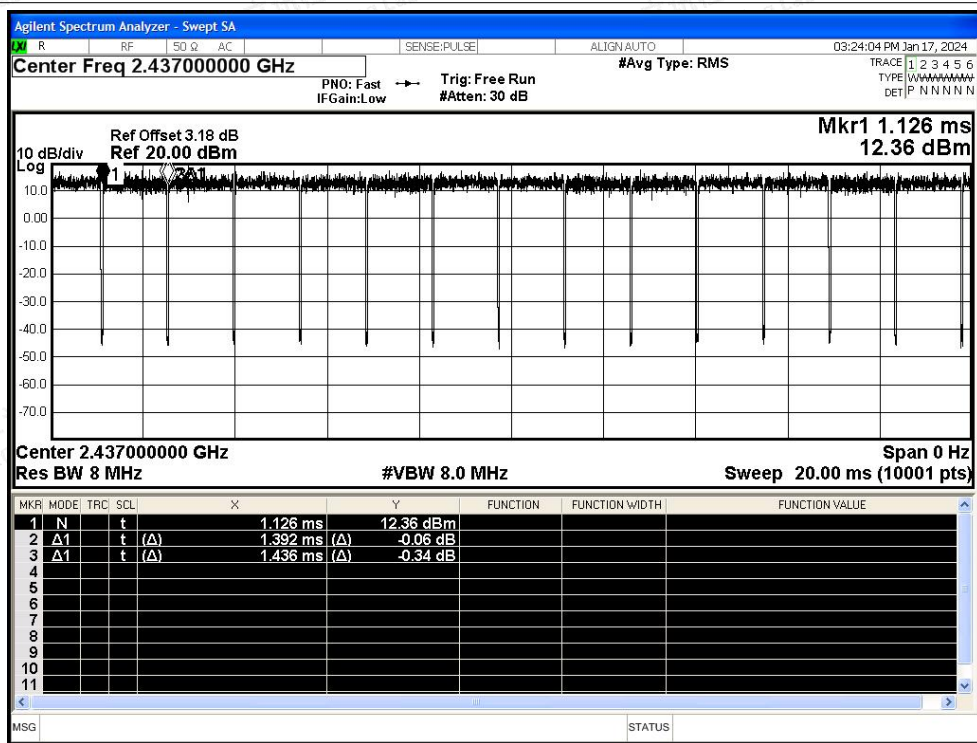 Agilent Spectrum Analyzer - Swept SA
LXI R RF 50 Ω AC SENSE:PULSE ALIGN AUTO 03:24:04 PM Jan 17, 2024
Center Freq 2.437000000 GHz #Avg Type: RMS TRACE 1 2 3 4 5 6
PNO: Fast Trig: Free Run TYPE WWWWWW
IFGain:Low #Atten: 30 dB DET P N N N N N
Mkr1 1.126 ms
12.36 dBm
Ref Offset 3.18 dB
10 dB/div Ref 20.00 dBm
Log
1 2Δ1
10.0
0.00
-10.0
-20.0
-30.0
-40.0
-50.0
-60.0
-70.0
Center 2.437000000 GHz Span 0 Hz
Res BW 8 MHz #VBW 8.0 MHz Sweep 20.00 ms (10001 pts)
MKR MODE TRC SCL X Y FUNCTION FUNCTION WIDTH FUNCTION VALUE
1 N t 1.126 ms 12.36 dBm
2 Δ1 t (Δ) 1.392 ms (Δ) -0.06 dB
3 Δ1 t (Δ) 1.436 ms (Δ) -0.34 dB
4
5
6
7
8
9
10
11
MSG STATUS